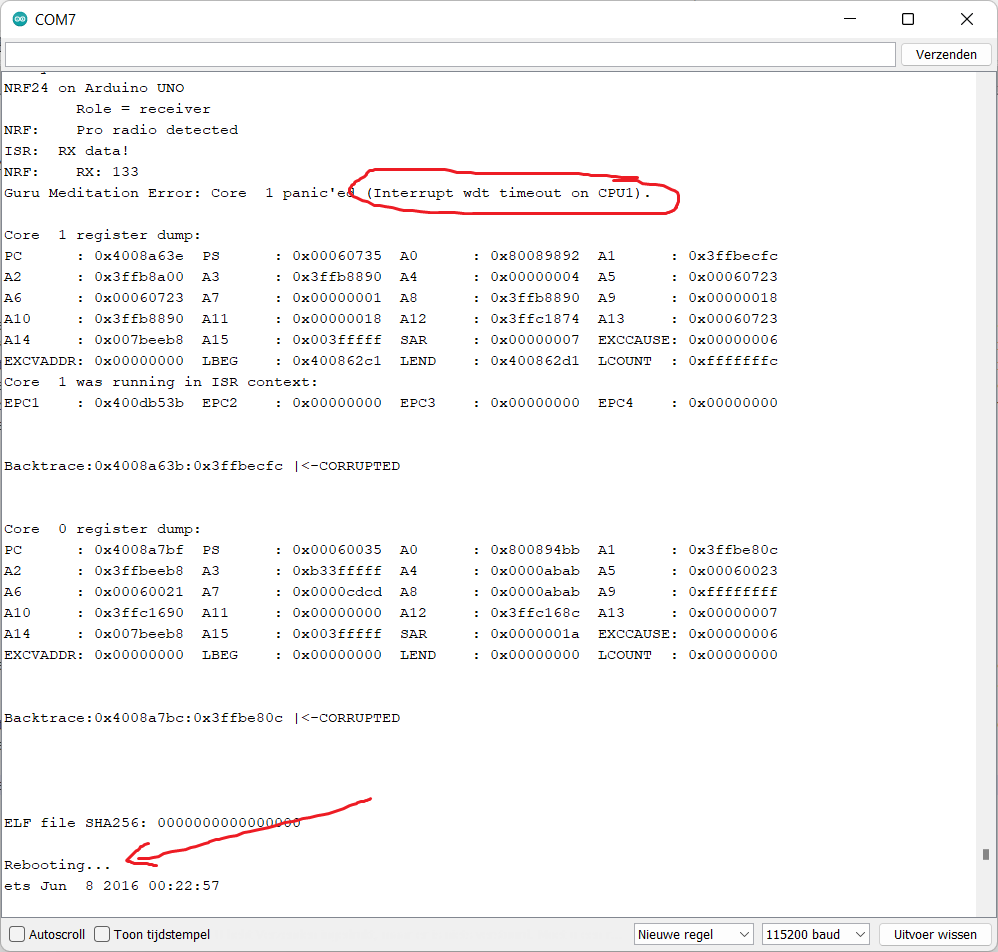 COM7
Verzenden
NRF24 on Arduino UNO
Role = receiver
NRF: Pro radio detected
ISR: RX data!
NRF: RX: 133
Guru Meditation Error: Core 1 panic'ed (Interrupt wdt timeout on CPU1).
Core 1 register dump:
PC : 0x4008a63e PS : 0x00060735 A0 : 0x80089892 A1 : 0x3ffbecfc
A2 : 0x3ffb8a00 A3 : 0x3ffb8890 A4 : 0x00000004 A5 : 0x00060723
A6 : 0x00060723 A7 : 0x00000001 A8 : 0x3ffb8890 A9 : 0x00000018
A10 : 0x3ffb8890 A11 : 0x00000018 A12 : 0x3ffc1874 A13 : 0x00060723
A14 : 0x007beeb8 A15 : 0x003fffff SAR : 0x00000007 EXCCAUSE: 0x00000006
EXCVADDR: 0x00000000 LBEG : 0x400862c1 LEND : 0x400862d1 LCOUNT : 0xfffffffc
Core 1 was running in ISR context:
EPC1 : 0x400db53b EPC2 : 0x00000000 EPC3 : 0x00000000 EPC4 : 0x00000000
Backtrace:0x4008a63b:0x3ffbecfc |<-CORRUPTED
Core 0 register dump:
PC : 0x4008a7bf PS : 0x00060035 A0 : 0x800894bb A1 : 0x3ffbe80c
A2 : 0x3ffbeeb8 A3 : 0xb33fffff A4 : 0x0000abab A5 : 0x00060023
A6 : 0x00060021 A7 : 0x0000cdcd A8 : 0x0000abab A9 : 0xffffffff
A10 : 0x3ffc1690 A11 : 0x00000000 A12 : 0x3ffc168c A13 : 0x00000007
A14 : 0x007beeb8 A15 : 0x003fffff SAR : 0x0000001a EXCCAUSE: 0x00000006
EXCVADDR: 0x00000000 LBEG : 0x00000000 LEND : 0x00000000 LCOUNT : 0x00000000
Backtrace:0x4008a7bc:0x3ffbe80c |<-CORRUPTED
ELF file SHA256: 0000000000000000
Rebooting...
ets Jun 8 2016 00:22:57
Autoscroll Toon tijdstempel Nieuwe regel 115200 baud Uitvoer wissen